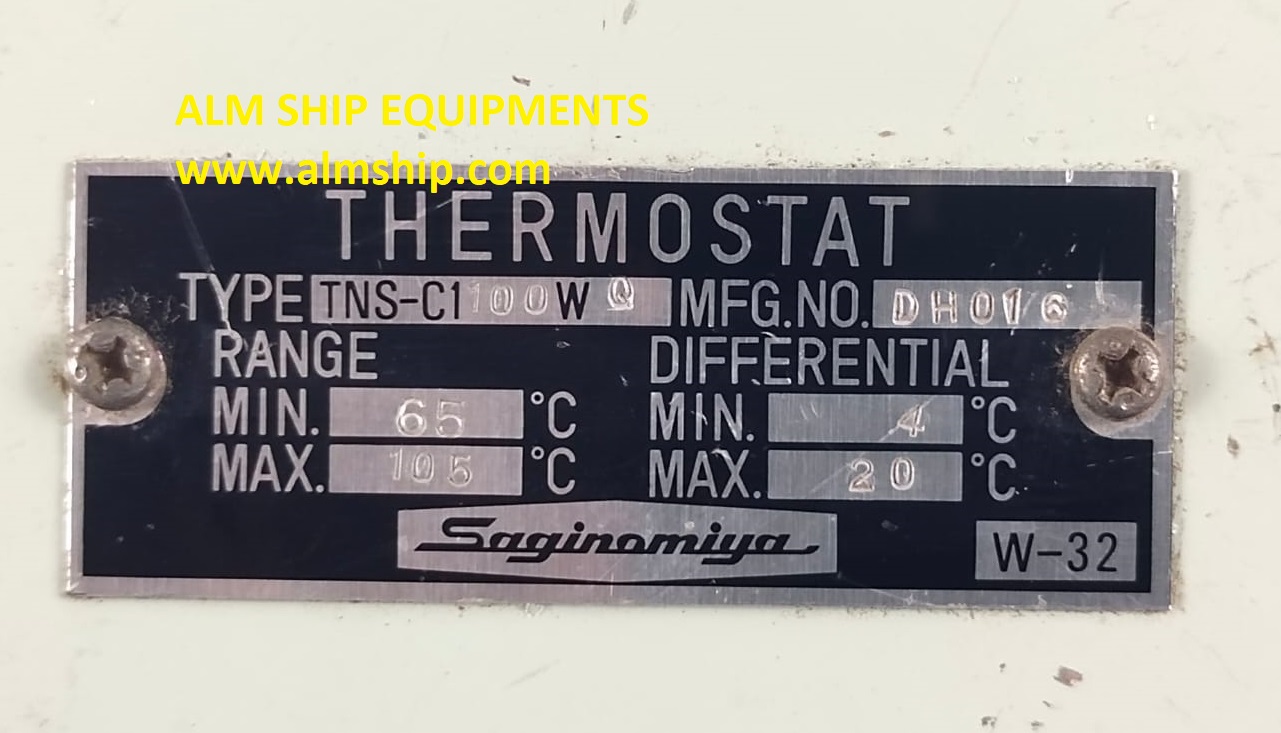 ALM SHIP EQUIPMENTS
www.almship.com
THERMOSTAT
TYPE TNS-C1100WQ MFG.NO. DH016
RANGE DIFFERENTIAL
MIN. 65 °C MIN. 4 °C
MAX. 105 °C MAX. 20 °C
Saginomiya
W-32